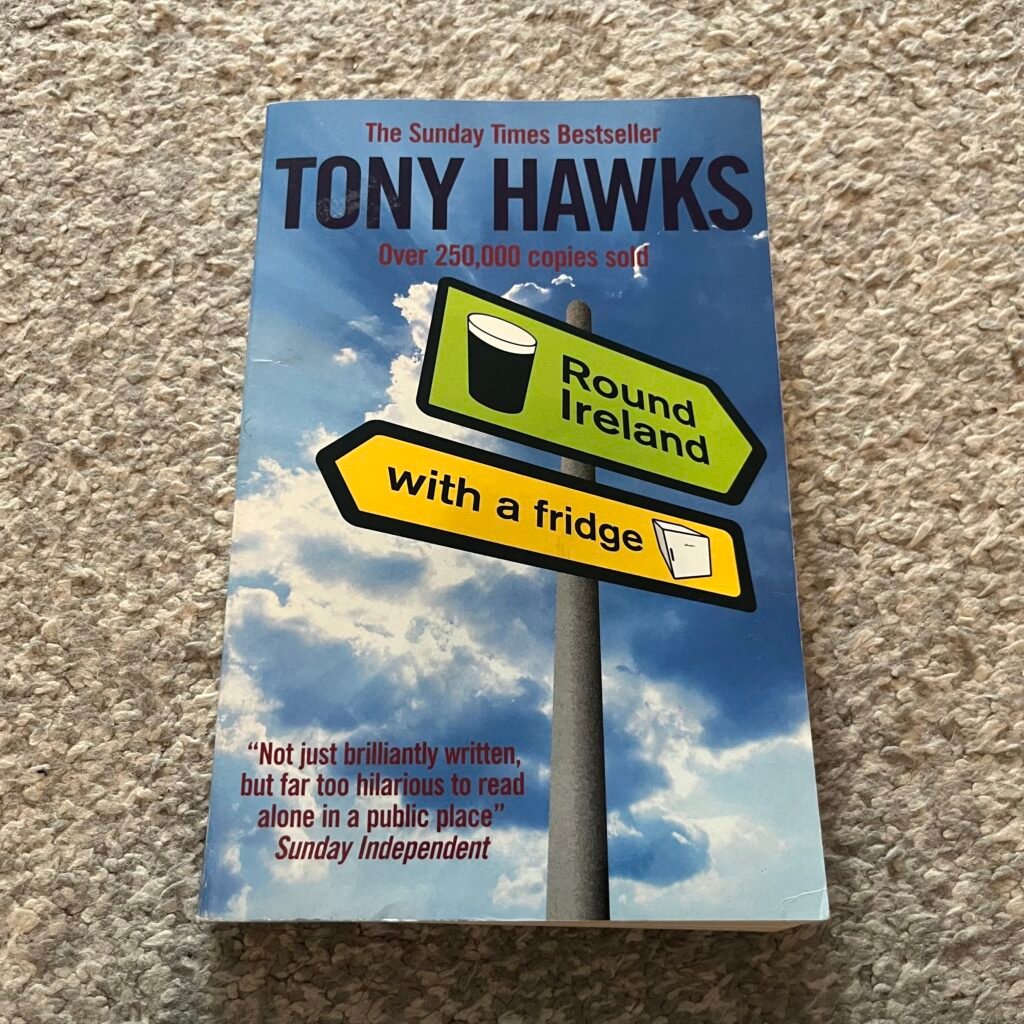 The Sunday Times Bestseller
TONY HAWKS
Over 250,000 copies sold
Round
Ireland
with a fridge
“Not just brilliantly written,
but far too hilarious to read
alone in a public place”
Sunday Independent